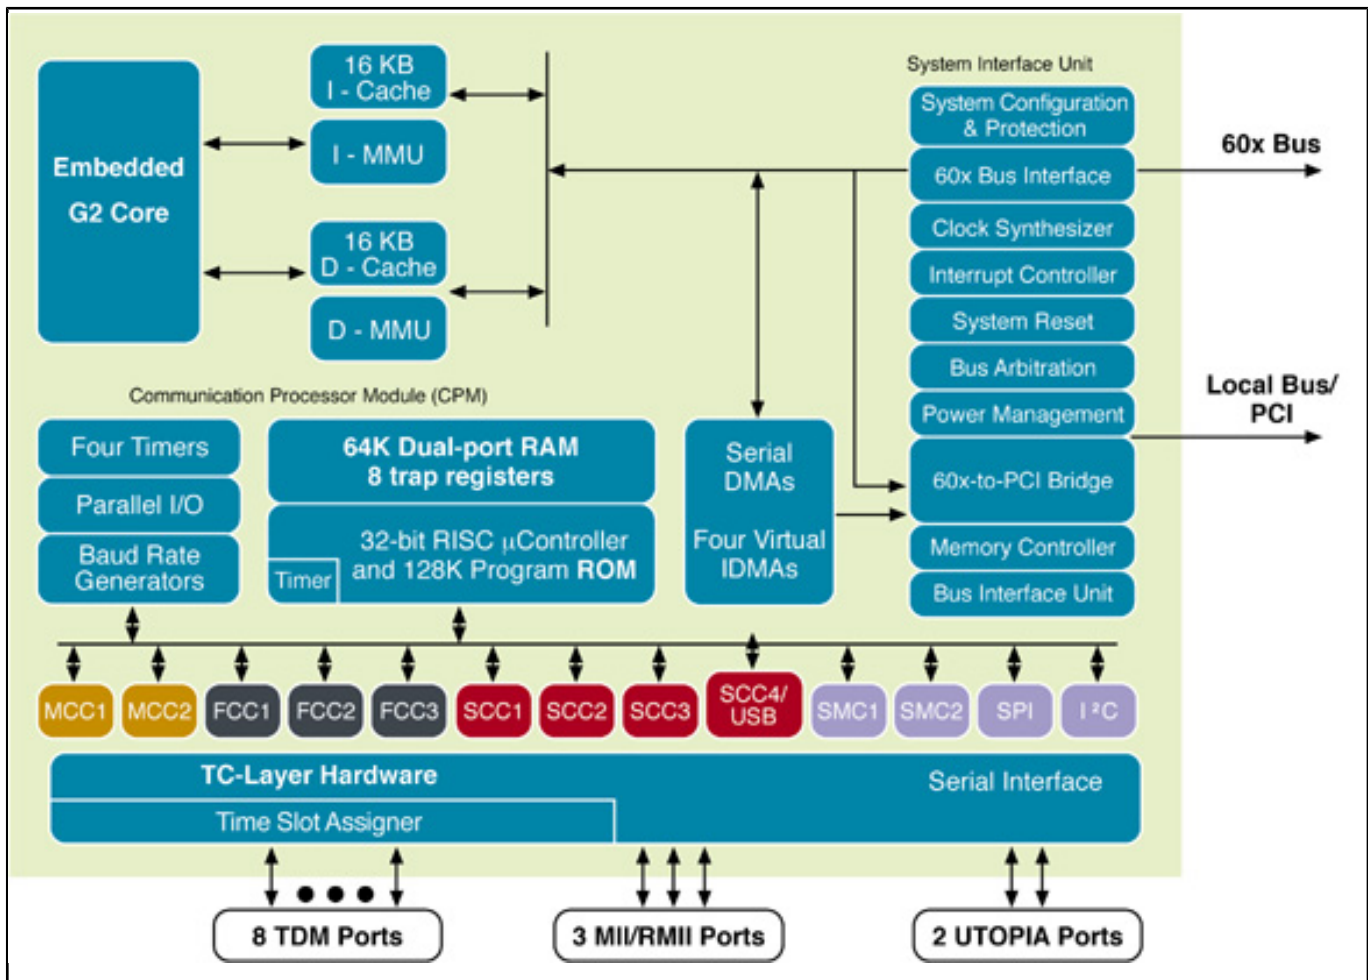 System Interface Unit
16 KB
I - Cache
I - MMU
Embedded
G2 Core
16 KB
D - Cache
D - MMU
System Configuration
& Protection
60x Bus Interface
Clock Synthesizer
Interrupt Controller
System Reset
Bus Arbitration
Power Management
60x-to-PCI Bridge
Memory Controller
Bus Interface Unit
60x Bus
Local Bus/
PCI
Communication Processor Module (CPM)
Four Timers
Parallel I/O
Baud Rate
Generators
64K Dual-port RAM
8 trap registers
32-bit RISC µController
and 128K Program ROM
Timer
Serial
DMAs
Four Virtual
IDMAs
MCC1
MCC2
FCC1
FCC2
FCC3
SCC1
SCC2
SCC3
SCC4/
USB
SMC1
SMC2
SPI
I²C
TC-Layer Hardware
Serial Interface
Time Slot Assigner
8 TDM Ports
3 MII/RMII Ports
2 UTOPIA Ports